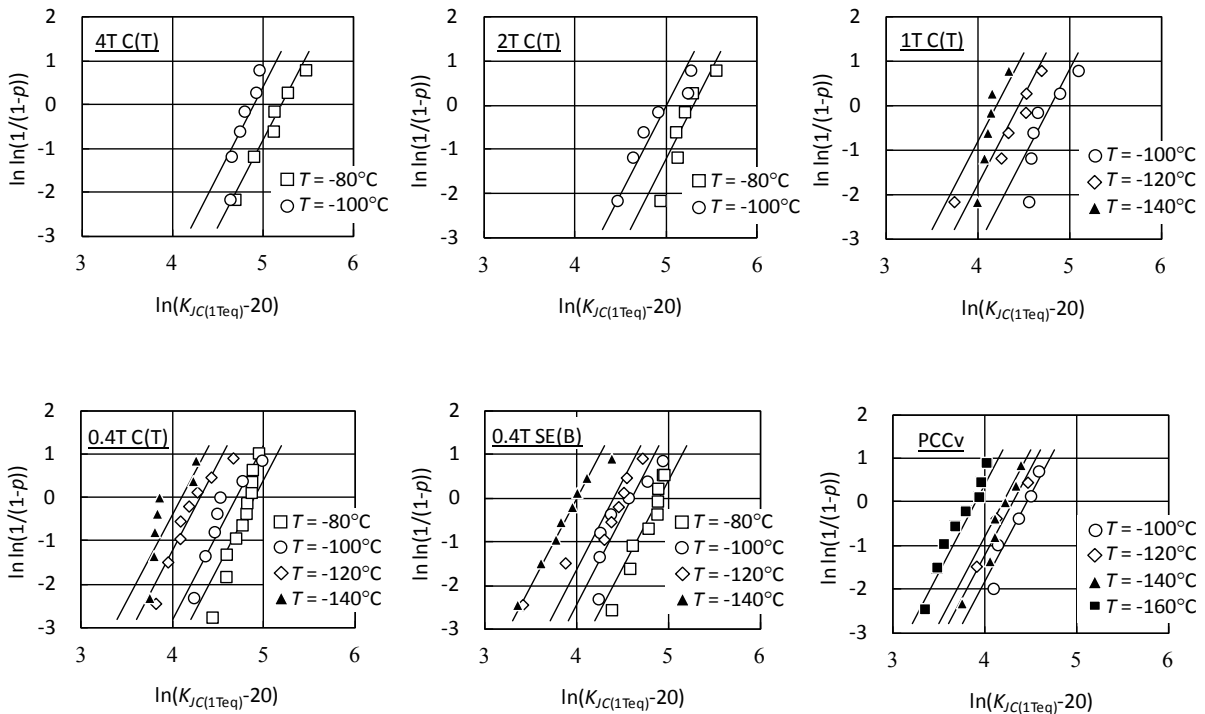 4T C(T)
ln ln(1/(1-p))
2
1
0
-1
-2
-3
3
4
5
6
ln(KJC(1Teq)-20)
T = -80°C
T = -100°C
2T C(T)
ln ln(1/(1-p))
2
1
0
-1
-2
-3
3
4
5
6
ln(KJC(1Teq)-20)
T = -80°C
T = -100°C
1T C(T)
ln ln(1/(1-p))
2
1
0
-1
-2
-3
3
4
5
6
ln(KJC(1Teq)-20)
T = -100°C
T = -120°C
T = -140°C
0.4T C(T)
ln ln(1/(1-p))
2
1
0
-1
-2
-3
3
4
5
6
ln(KJC(1Teq)-20)
T = -80°C
T = -100°C
T = -120°C
T = -140°C
0.4T SE(B)
ln ln(1/(1-p))
2
1
0
-1
-2
-3
3
4
5
6
ln(KJC(1Teq)-20)
T = -80°C
T = -100°C
T = -120°C
T = -140°C
PCCv
ln ln(1/(1-p))
2
1
0
-1
-2
-3
3
4
5
6
ln(KJC(1Teq)-20)
T = -100°C
T = -120°C
T = -140°C
T = -160°C